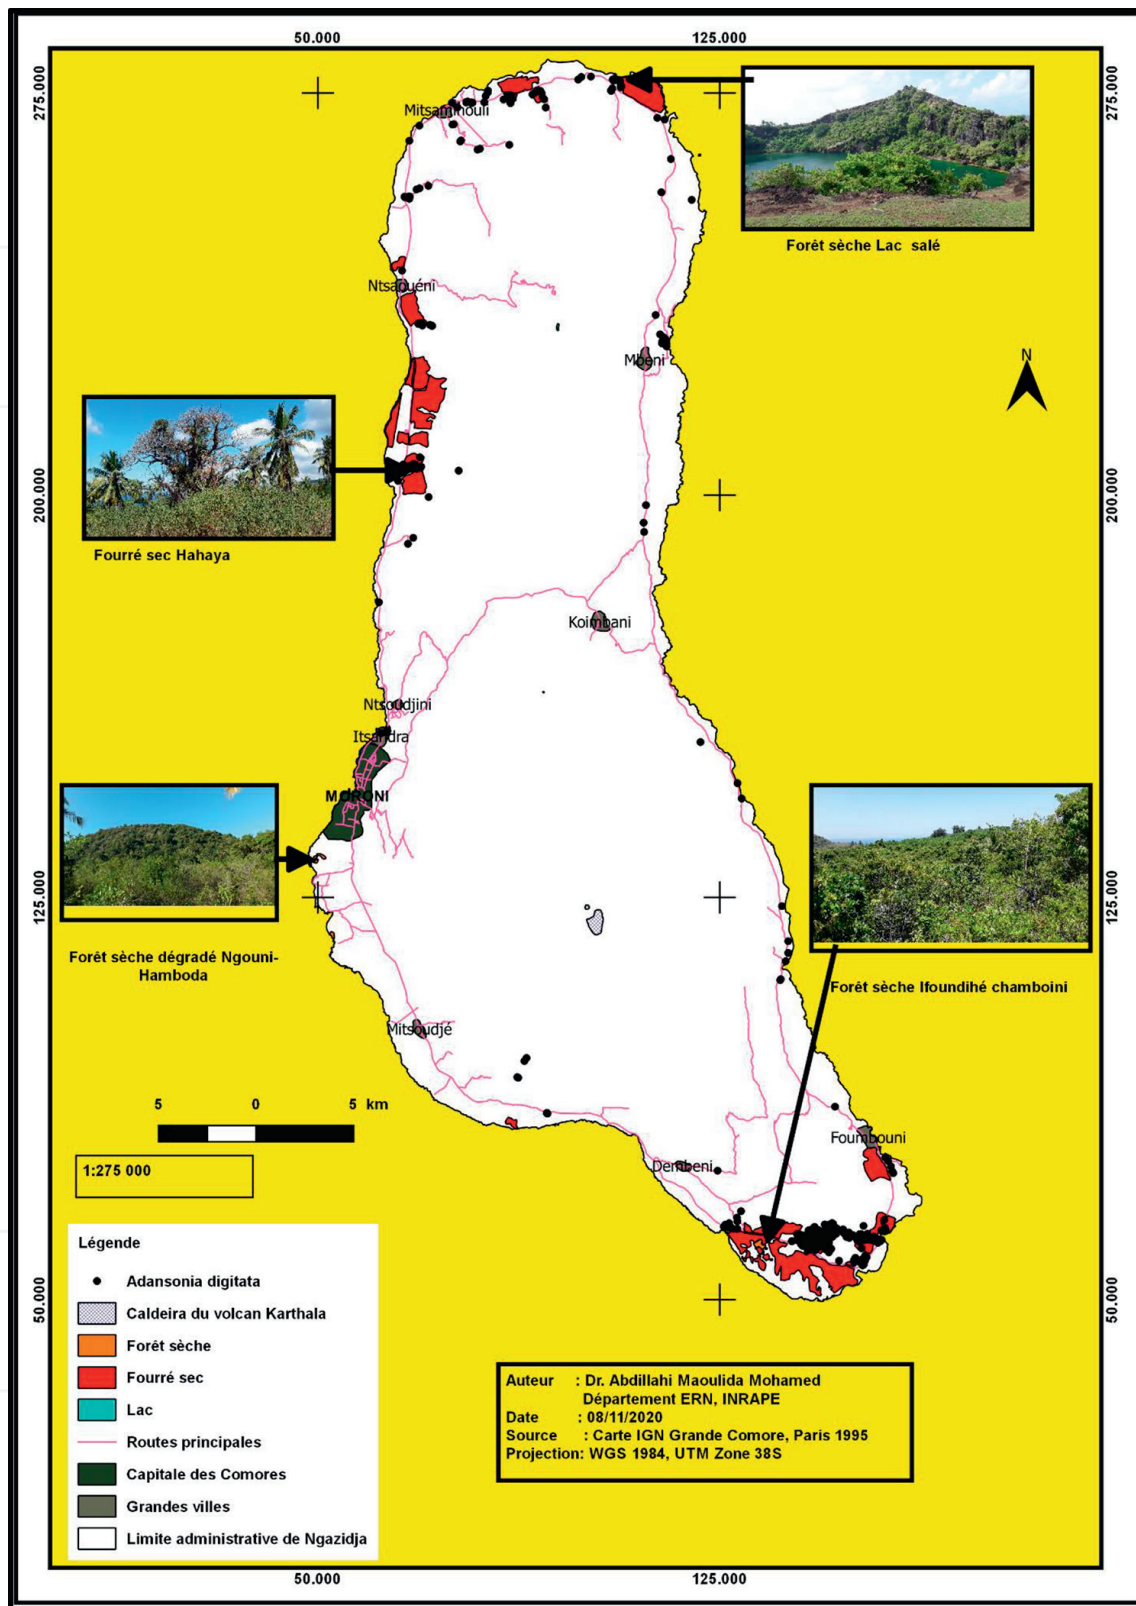 50.000 125.000
275.000
275.000
Mitsamihouli
Forêt sèche Lac salé
Ntsaouéni
Mbeni
N
Fourré sec Hahaya
200.000
200.000
Koimbani
Ntsoudjini
Itsandra
MORONI
125.000
125.000
Forêt sèche dégradé Ngouni-
Hamboda
Forêt sèche Ifoundihé chamboini
Mitsoudjé
5 0 5 km
1:275 000
Foumbouni
Dembeni
50.000
50.000
Légende
Adansonia digitata
Caldeira du volcan Karthala
Forêt sèche
Fourré sec
Lac
Routes principales
Capitale des Comores
Grandes villes
Limite administrative de Ngazidja
Auteur : Dr. Abdillahi Maoulida Mohamed
Département ERN, INRAPE
Date : 08/11/2020
Source : Carte IGN Grande Comore, Paris 1995
Projection: WGS 1984, UTM Zone 38S
50.000 125.000